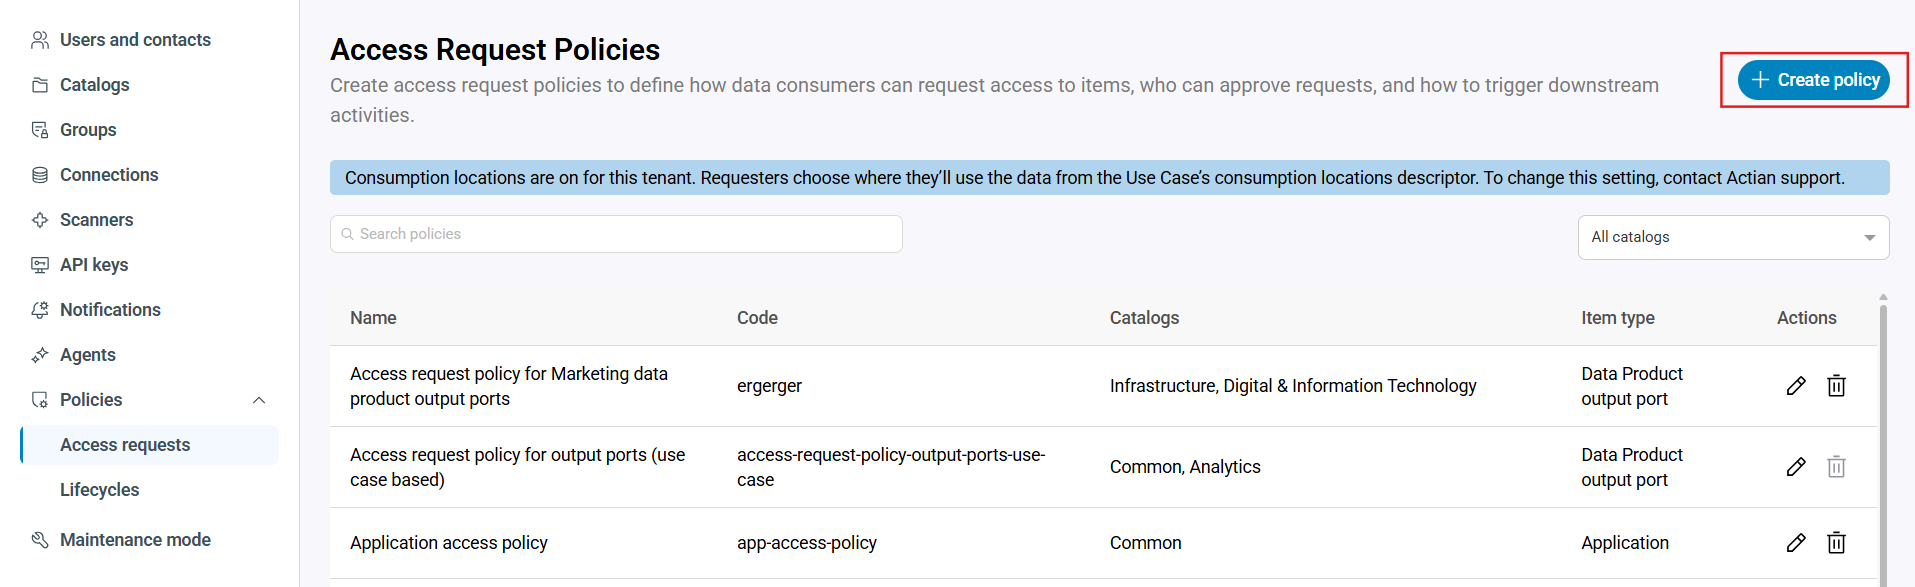 Users and contacts
Catalogs
Groups
Connections
Scanners
API keys
Notifications
Agents
Policies
Access requests
Lifecycles
Maintenance mode
Access Request Policies
Create access request policies to define how data consumers can request access to items, who can approve requests, and how to trigger downstream
activities.
Create policy
Consumption locations are on for this tenant. Requesters choose where they’ll use the data from the Use Case’s consumption locations descriptor. To change this setting, contact Actian support.
Search policies
All catalogs
Name Code Catalogs Item type Actions
Access request policy for Marketing data
product output ports
ergerger
Infrastructure, Digital & Information Technology
Data Product
output port
Access request policy for output ports (use
case based)
access-request-policy-output-ports-use-
case
Common, Analytics
Data Product
output port
Application access policy
app-access-policy
Common
Application